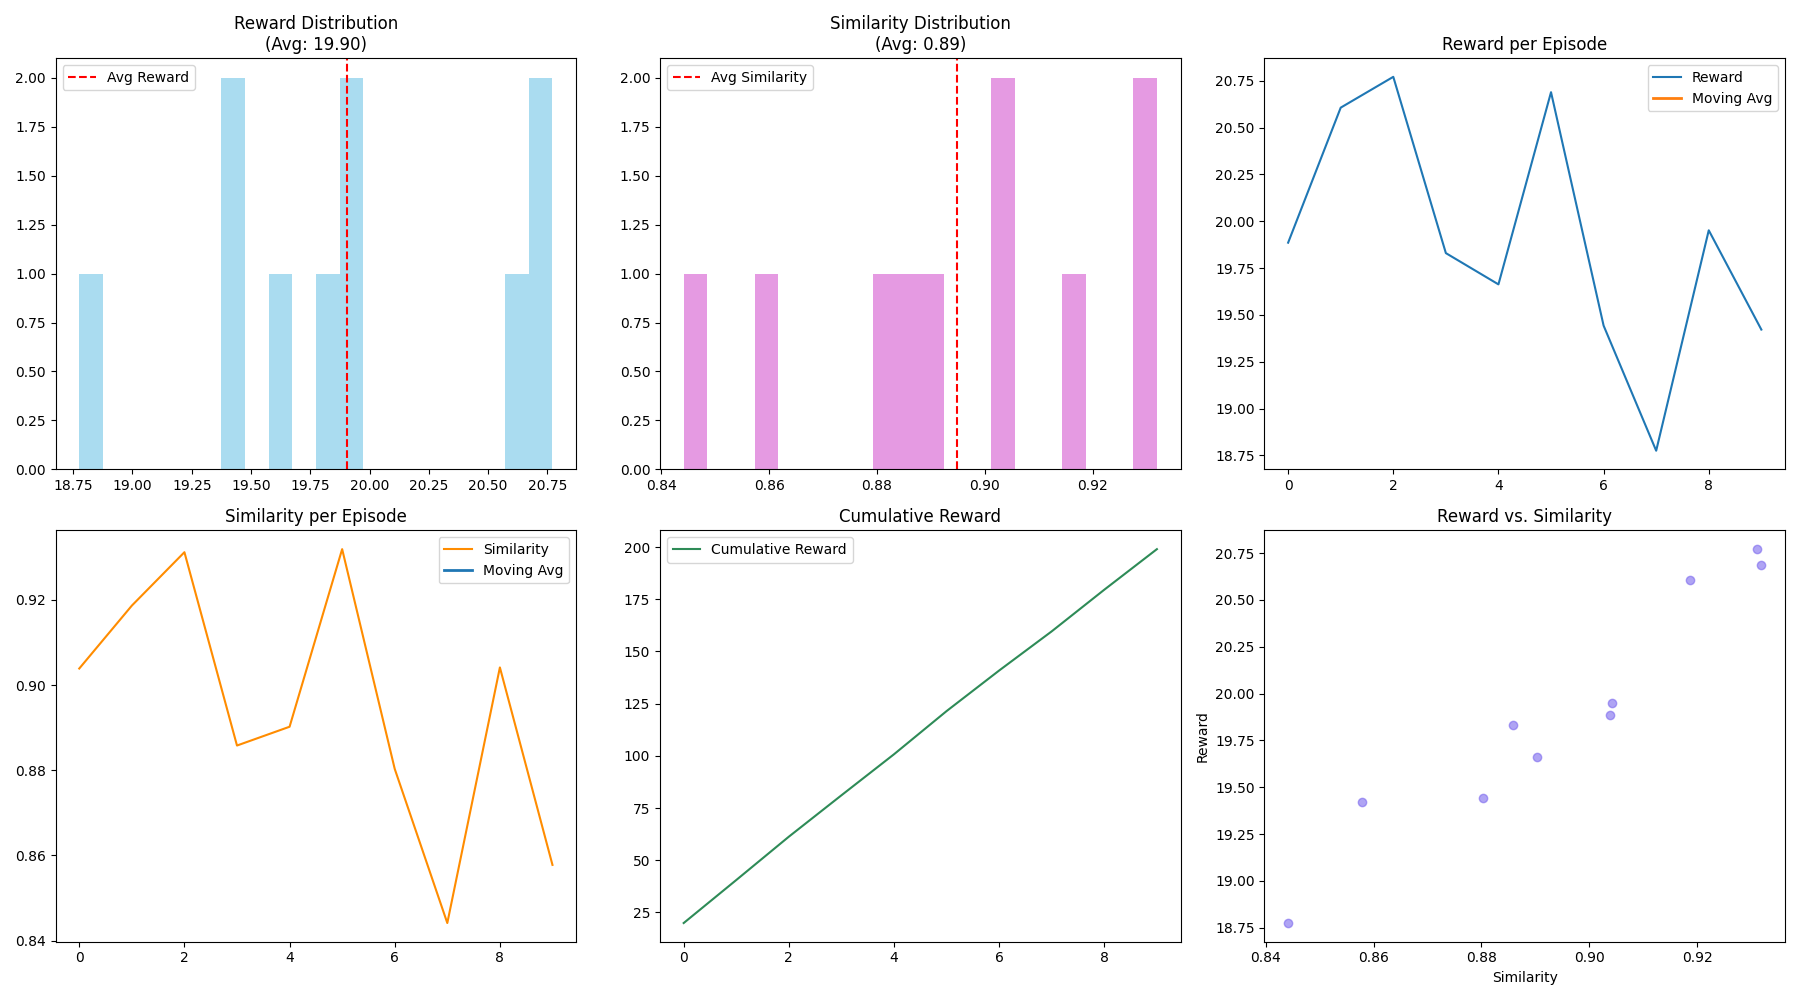 Reward Distribution
(Avg: 19.90)
Avg Reward
2.00
1.75
1.50
1.25
1.00
0.75
0.50
0.25
0.00
18.75 19.00 19.25 19.50 19.75 20.00 20.25 20.50 20.75
Similarity Distribution
(Avg: 0.89)
Avg Similarity
2.00
1.75
1.50
1.25
1.00
0.75
0.50
0.25
0.00
0.84 0.86 0.88 0.90 0.92
Reward per Episode
Reward
Moving Avg
20.75
20.50
20.25
20.00
19.75
19.50
19.25
19.00
18.75
0 2 4 6 8
Similarity per Episode
Similarity
Moving Avg
0.92
0.90
0.88
0.86
0.84
0 2 4 6 8
Cumulative Reward
Cumulative Reward
200
175
150
125
100
75
50
25
0 2 4 6 8
Reward vs. Similarity
20.75
20.50
20.25
20.00
19.75
19.50
19.25
19.00
18.75
Reward
0.84 0.86 0.88 0.90 0.92
Similarity